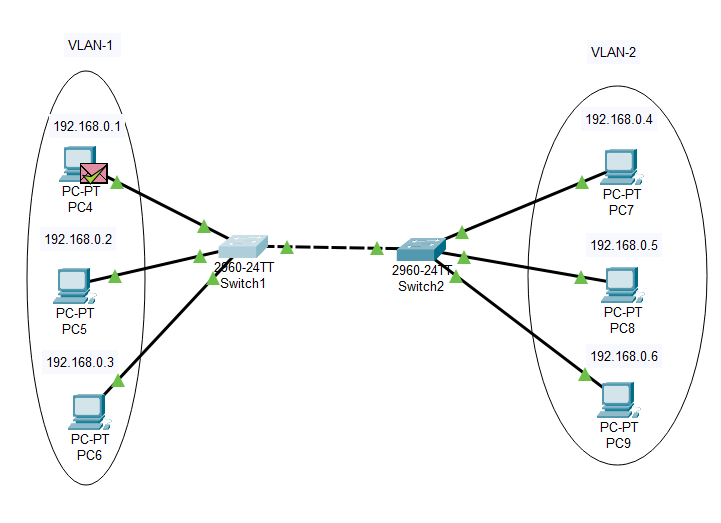 VLAN-1
VLAN-2
192.168.0.1
PC-PT
PC4
192.168.0.2
PC-PT
PC5
192.168.0.3
PC-PT
PC6
2960-24TT
Switch1
2960-24TT
Switch2
192.168.0.4
PC-PT
PC7
192.168.0.5
PC-PT
PC8
192.168.0.6
PC-PT
PC9